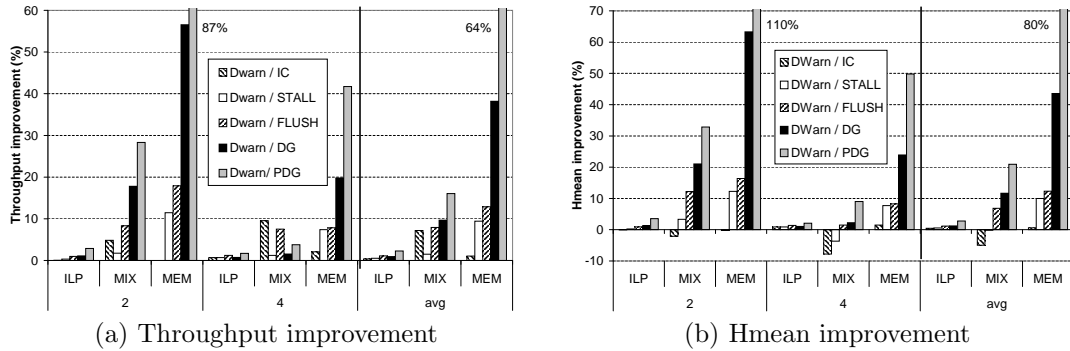 60
50
40
30
20
10
0
Throughput improvement (%)
87%
64%
Dwarn / IC
Dwarn / STALL
Dwarn / FLUSH
Dwarn / DG
Dwarn/ PDG
ILP MIX MEM ILP MIX MEM ILP MIX MEM
2 4 avg
(a) Throughput improvement
70
60
50
40
30
20
10
0
-10
Hmean improvement (%)
110%
80%
DWarn / IC
DWarn / STALL
DWarn / FLUSH
DWarn / DG
DWarn / PDG
ILP MIX MEM ILP MIX MEM ILP MIX MEM
2 4 avg
(b) Hmean improvement